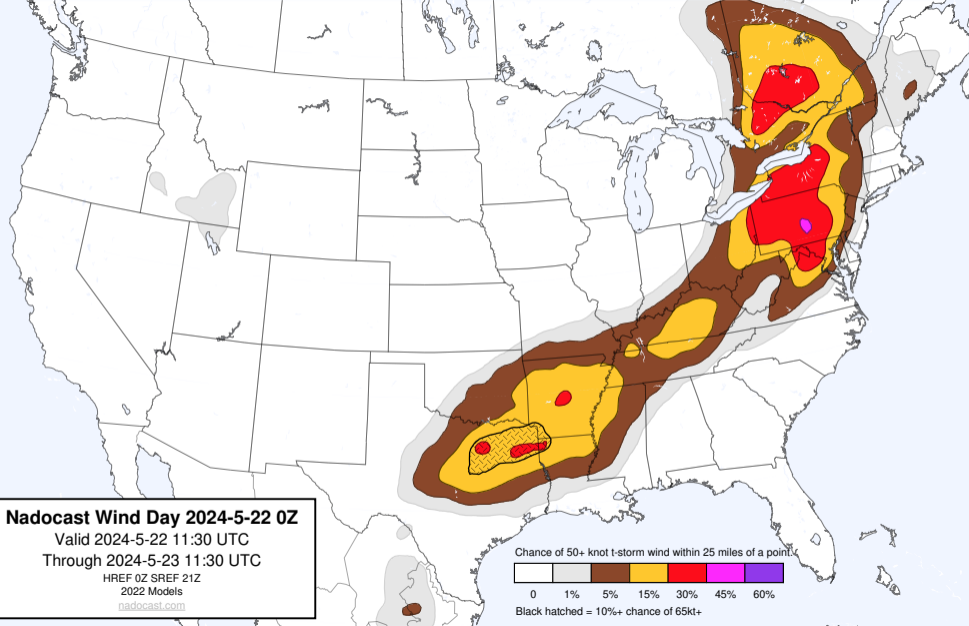 Nadocast Wind Day 2024-5-22 0Z
Valid 2024-5-22 11:30 UTC
Through 2024-5-23 11:30 UTC
HREF 0Z SREF 21Z
2022 Models
nadocast.com
Chance of 50+ knot t-storm wind within 25 miles of a point.
0 1% 5% 15% 30% 45% 60%
Black hatched = 10%+ chance of 65kt+